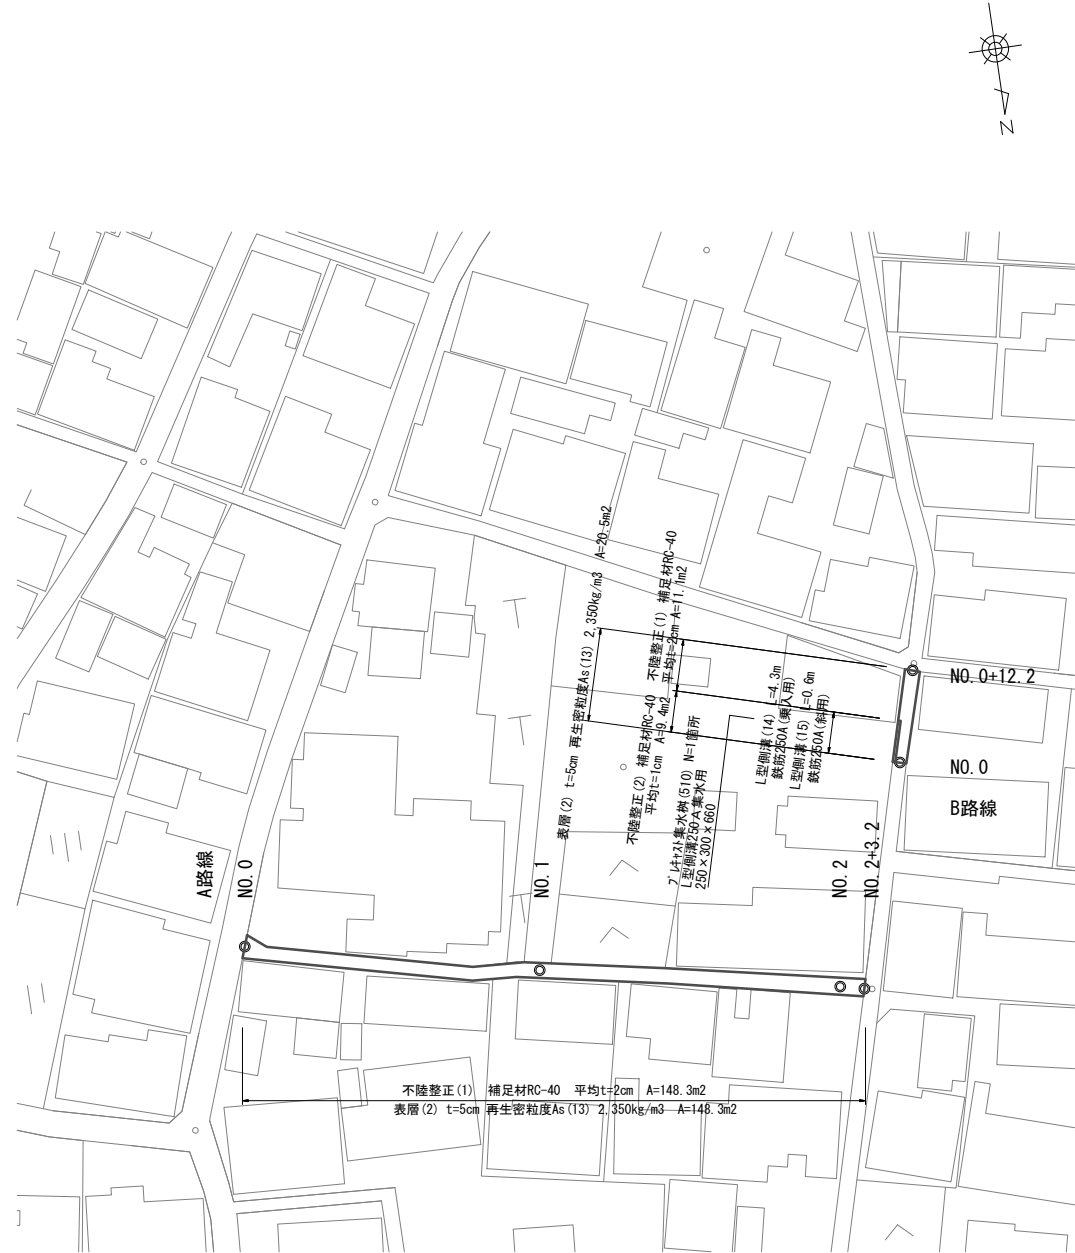 N
表層(2) t=5cm 再生密粒度As(13) 2,350kg/m3 A=20.5m2
不陸整正(1) 補足材RC-40
平均t=2cm A=11.1m2
不陸整正(2) 補足材RC-40
平均t=1cm A=9.4m2
プレキャスト集水桝(510) N=1箇所
L型側溝250A集水用
250×300×660
L型側溝(14) L=4.3m
鉄筋250A(乗入用)
L型側溝(15) L=0.6m
鉄筋250A(斜用)
NO.0+12.2
NO.0
B路線
A路線
NO.0
NO.1
NO.2
NO.2+3.2
不陸整正(1) 補足材RC-40 平均t=2cm A=148.3m2
表層(2) t=5cm 再生密粒度As(13) 2,350kg/m3 A=148.3m2